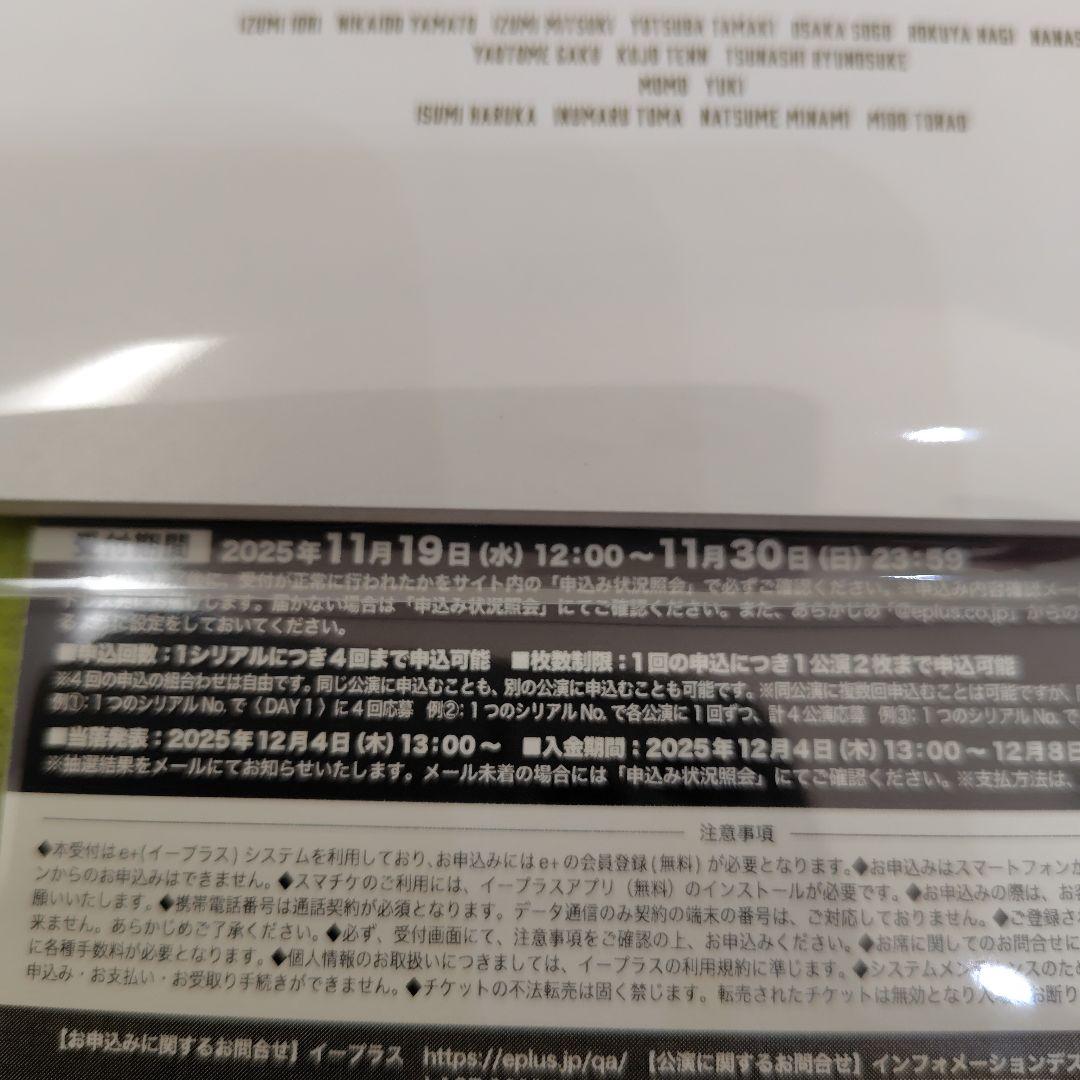 IZUMI IORI NIKAIDO YAMATO IZUMI MITSUKI YOTSUBA TAMAKI OSAKA SOGO ROKUYA NAGI NANAS
YAOTOME GAKU KUJO TENN TSUNASHI RYUNOSUKE
MOMO YUKI
ISUMI HARUKA INUMARU TOMA NATSUME MINAMI MIDO TORAO
受付期間 2025年11月19日(水) 12:00～11月30日(日) 23:59
受付が正常に行われたかをサイト内の「申込み状況照会」で必ずご確認ください。申込み内容確認メー
します。届かない場合は「申込み状況照会」にてご確認ください。また、あらかじめ「@eplus.co.jp」からの
設定をしておいてください。
■申込回数：1シリアルにつき4回まで申込可能 ■枚数制限：1回の申込につき1公演2枚まで申込可能
※4回の申込の組合わせは自由です。同じ公演に申込むことも、別の公演に申込むことも可能です。※同公演に複数回申込むことは可能ですが、
例①：1つのシリアルNo.で〈DAY1〉に4回応募 例②：1つのシリアルNo.で各公演に1回ずつ、計4公演応募 例③：1つのシリアルNo.で
■当落発表：2025年12月4日(木) 13:00～ ■入金期間：2025年12月4日(木) 13:00～12月8日
※抽選結果をメールにてお知らせいたします。メール未着の場合には「申込み状況照会」にてご確認ください。※支払方法は、
注意事項
◆本受付はe+(イープラス)システムを利用しており、お申込みにはe+の会員登録(無料)が必要となります。◆お申込みはスマートフォンか
ンからのお申込みはできません。◆スマチケのご利用には、イープラスアプリ（無料）のインストールが必要です。◆お申込みの際は、お客
願いいたします。◆携帯電話番号は通話契約が必須となります。データ通信のみ契約の端末の番号は、ご対応しておりません。◆ご登録さ
来ません。あらかじめご了承ください。◆必ず、受付画面にて、注意事項をご確認の上、お申込みください。◆お席に関してのお問合せに
に各種手数料が必要となります。◆個人情報のお取扱いにつきましては、イープラスの利用規約に準じます。◆システムメンテナンスのため
申込み・お支払い・お受取り手続きができません。◆チケットの不法転売は固く禁じます。転売されたチケットは無効となり入 お断り
【お申込みに関するお問合せ】イープラス https://eplus.jp/qa/ 【公演に関するお問合せ】インフォメーションデス